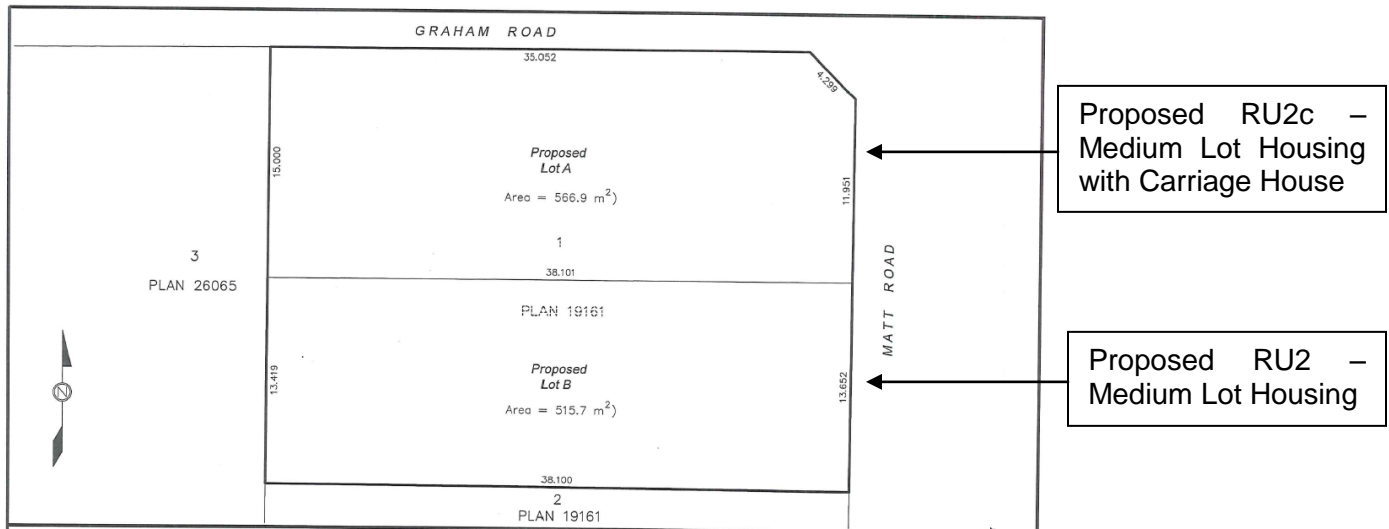 GRAHAM ROAD
35.052
4.299
15.000
Proposed
Lot A
Area = 566.9 m²)
11.951
1
3
PLAN 26065
38.101
PLAN 19161
MATT ROAD
13.419
Proposed
Lot B
Area = 515.7 m²)
13.652
38.100
2
PLAN 19161
N
Proposed RU2c –
Medium Lot Housing
with Carriage House
Proposed RU2 –
Medium Lot Housing